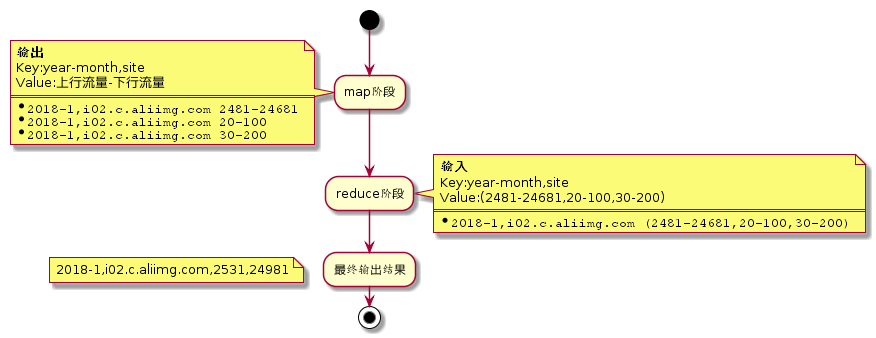 输出
Key:year-month,site
Value:上行流量-下行流量
2018-1,i02.c.aliimg.com 2481-24681
2018-1,i02.c.aliimg.com 20-100
2018-1,i02.c.aliimg.com 30-200
map阶段
输入
Key:year-month,site
Value:(2481-24681,20-100,30-200)
2018-1,i02.c.aliimg.com (2481-24681,20-100,30-200)
reduce阶段
2018-1,i02.c.aliimg.com,2531,24981
最终输出结果